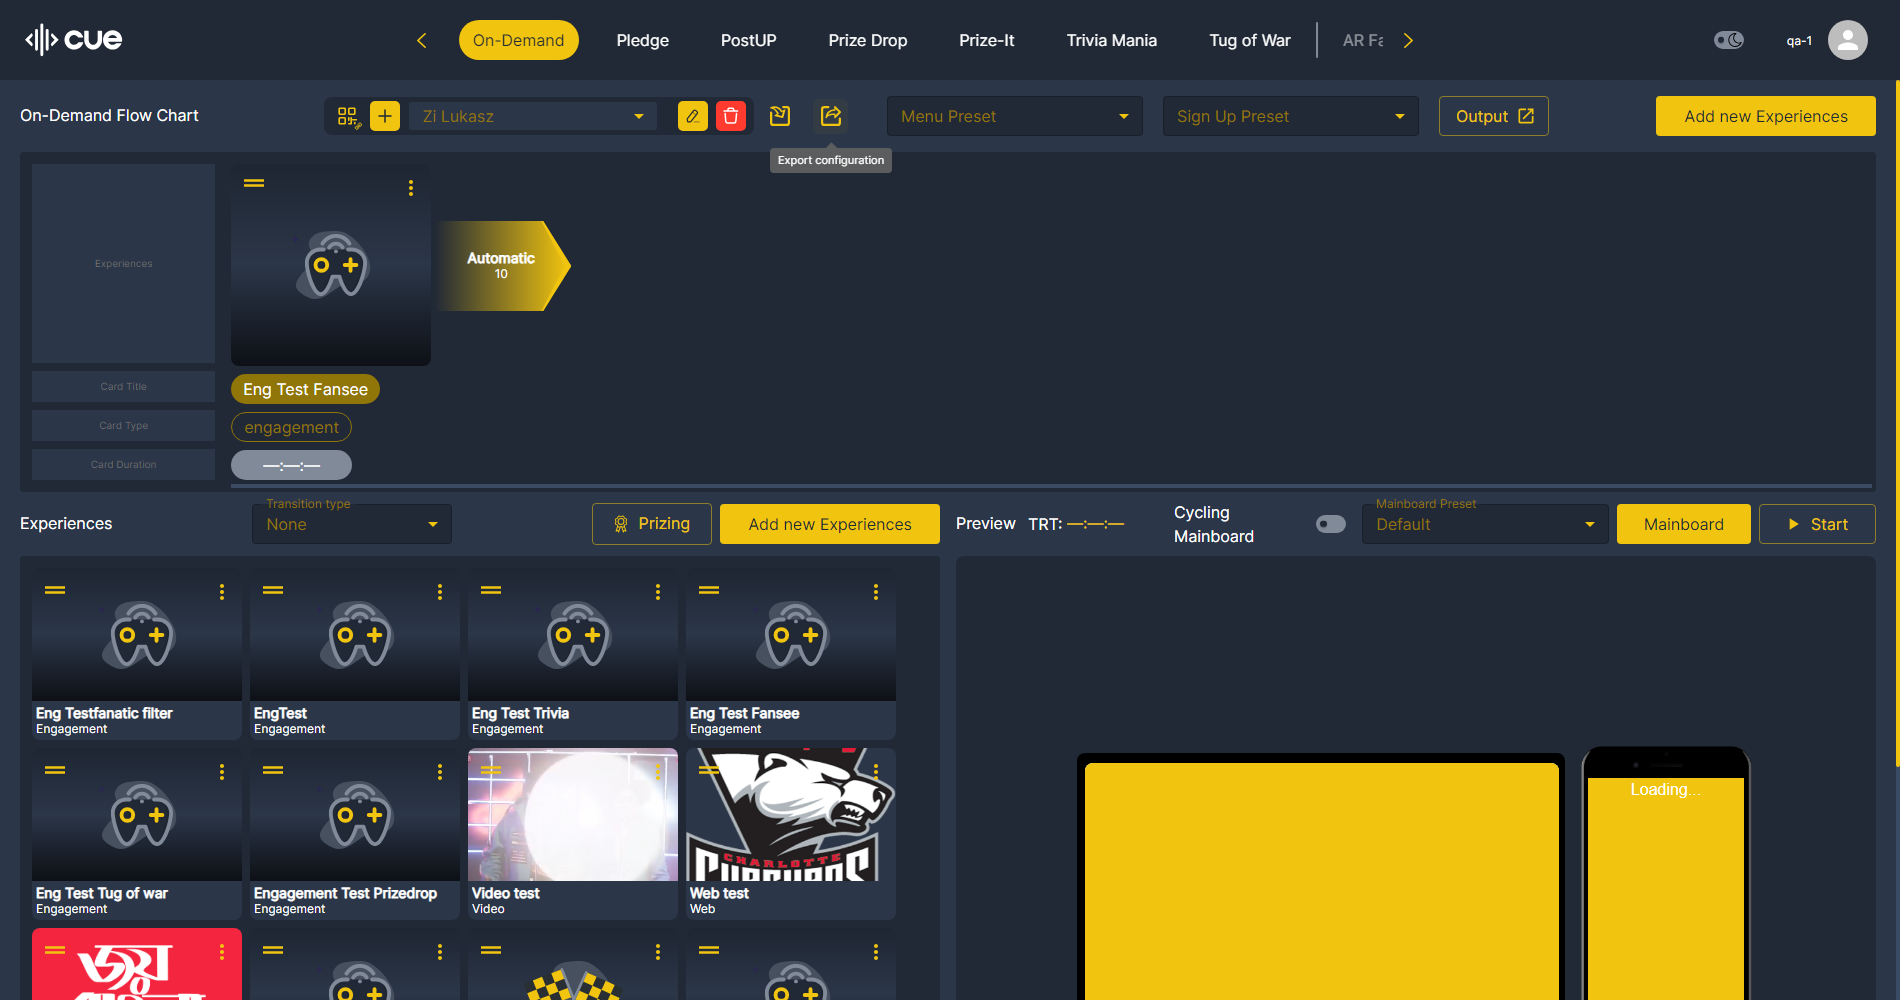 cue
On-Demand
Pledge
PostUP
Prize Drop
Prize-It
Trivia Mania
Tug of War
AR Fa
qa-1
On-Demand Flow Chart
Zi Lukasz
Menu Preset
Sign Up Preset
Output
Add new Experiences
Export configuration
Experiences
Automatic
10
Card Title
Eng Test Fansee
Card Type
engagement
Card Duration
—:—:—
Experiences
Transition type
None
Prizing
Add new Experiences
Preview
TRT: —:—:—
Cycling
Mainboard
Mainboard Preset
Default
Mainboard
Start
Eng Testfanatic filter
Engagement
EngTest
Engagement
Eng Test Trivia
Engagement
Eng Test Fansee
Engagement
Loading...
CHARLOTTE
Eng Test Tug of war
Engagement
Engagement Test Prizedrop
Engagement
Video test
Video
Web test
Web
জয়